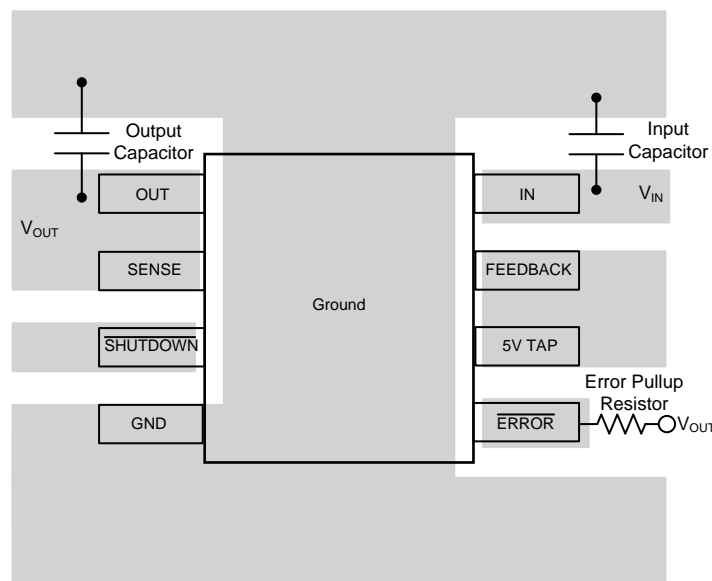 Output
Capacitor
Input
Capacitor
OUT
IN
V_IN
V_OUT
SENSE
FEEDBACK
Ground
SHUTDOWN
5V TAP
Error Pullup
Resistor
GND
ERROR
V_OUT